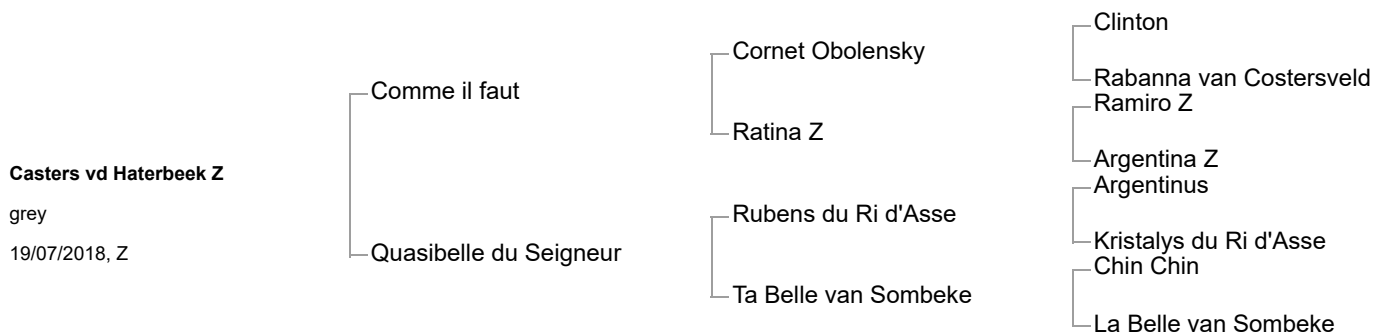 Casters vd Haterbeek Z
grey
19/07/2018, Z
Comme il faut
Quasibelle du Seigneur
Cornet Obolensky
Ratina Z
Rubens du Ri d'Asse
Ta Belle van Sombeke
Clinton
Rabanna van Costersveld
Ramiro Z
Argentina Z
Argentinus
Kristalys du Ri d'Asse
Chin Chin
La Belle van Sombeke